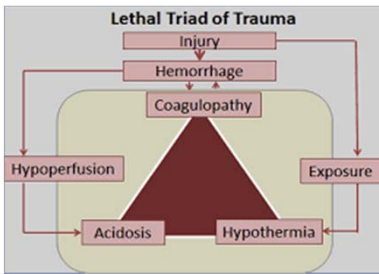 Lethal Triad of Trauma
Injury
Hemorrhage
Coagulopathy
Hypoperfusion
Exposure
Acidosis
Hypothermia